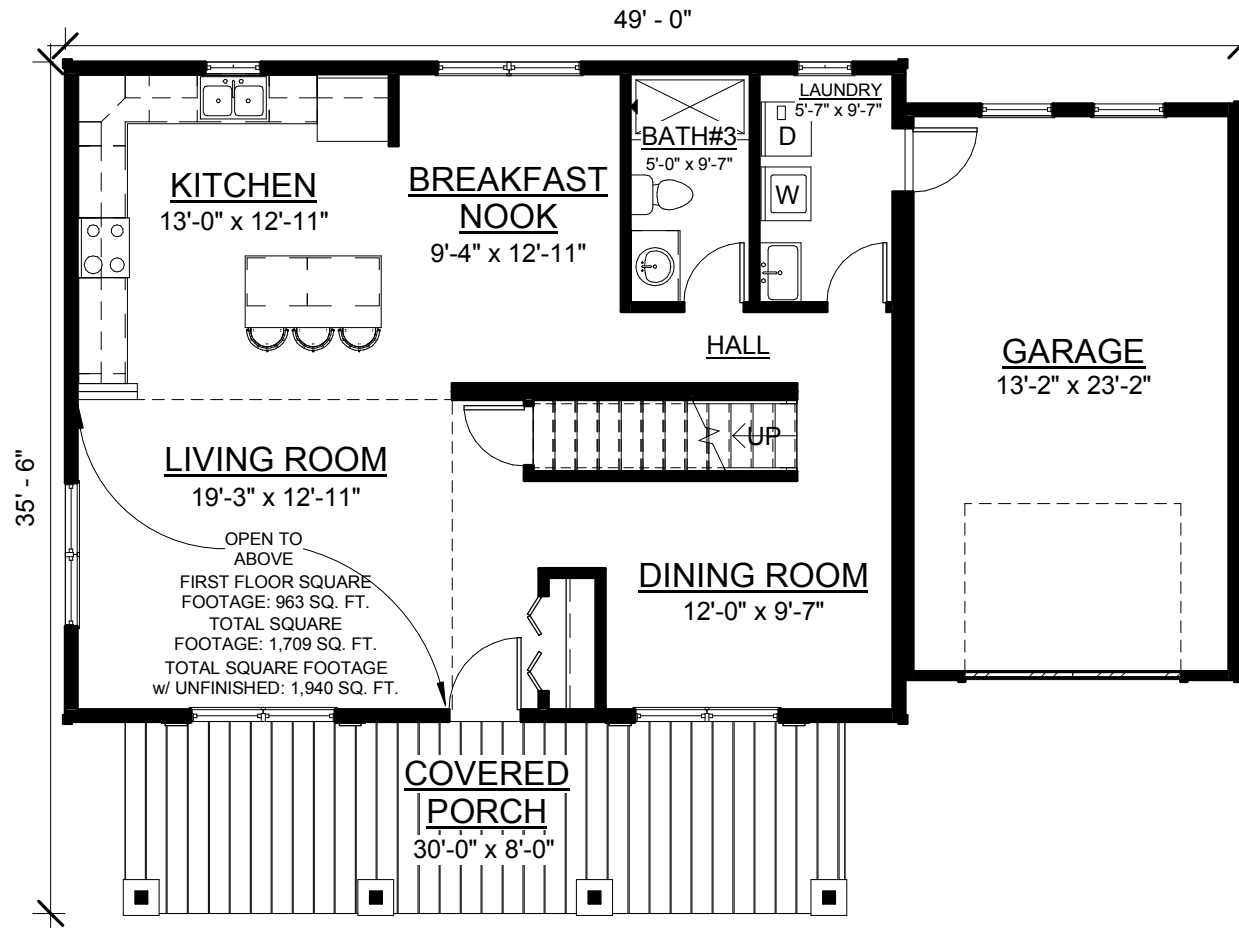 49' - 0"
LAUNDRY
5'-7" x 9'-7"
D
BATH#3
5'-0" x 9'-7"
KITCHEN
13'-0" x 12'-11"
BREAKFAST
NOOK
9'-4" x 12'-11"
W
HALL
GARAGE
13'-2" x 23'-2"
UP
LIVING ROOM
19'-3" x 12'-11"
35' - 6"
OPEN TO
ABOVE
FIRST FLOOR SQUARE
FOOTAGE: 963 SQ. FT.
TOTAL SQUARE
FOOTAGE: 1,709 SQ. FT.
TOTAL SQUARE FOOTAGE
w/ UNFINISHED: 1,940 SQ. FT.
DINING ROOM
12'-0" x 9'-7"
COVERED
PORCH
30'-0" x 8'-0"